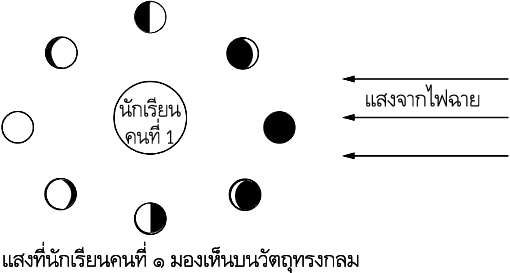 แสงจากไฟฉาย
นักเรียน
คนที่ 1
แสงที่นักเรียนคนที่ ๑ มองเห็นบนวัตถุทรงกลม